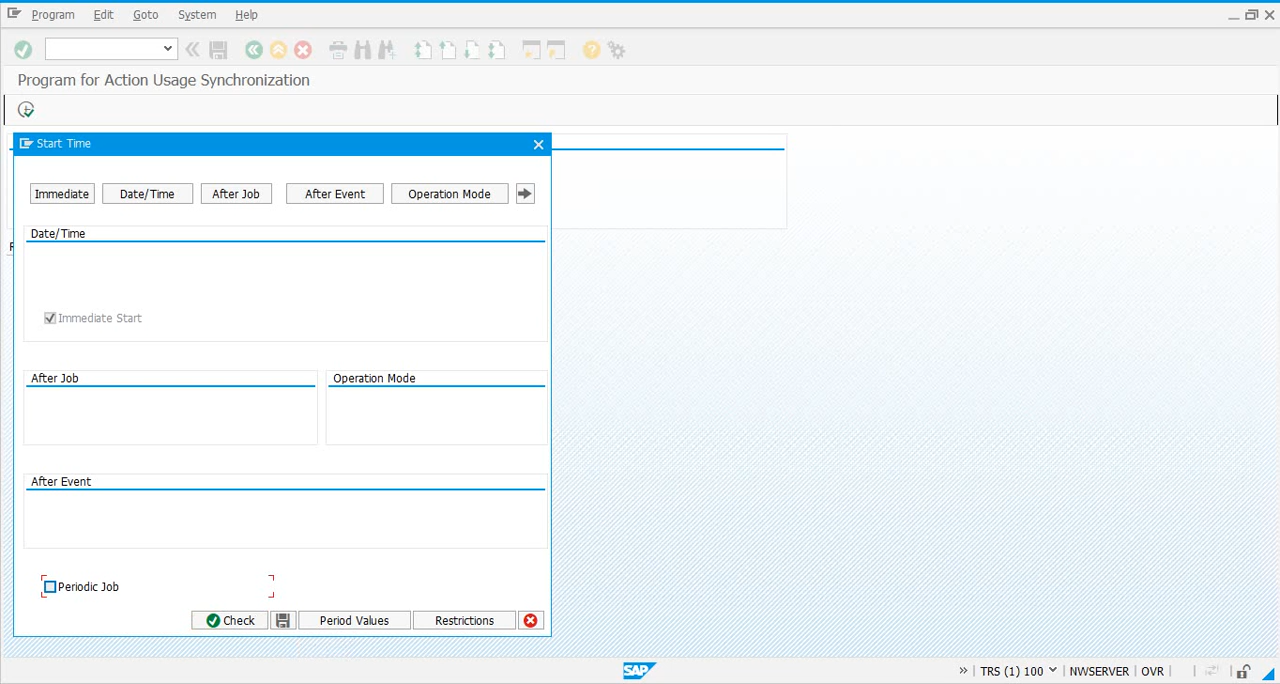 Program Edit Goto System Help
Program for Action Usage Synchronization
Start Time
Immediate Date/Time After Job After Event Operation Mode
Date/Time
Immediate Start
After Job Operation Mode
After Event
Periodic Job
Check Period Values Restrictions
SAP » TRS (1) 100 NWSERVER OVR